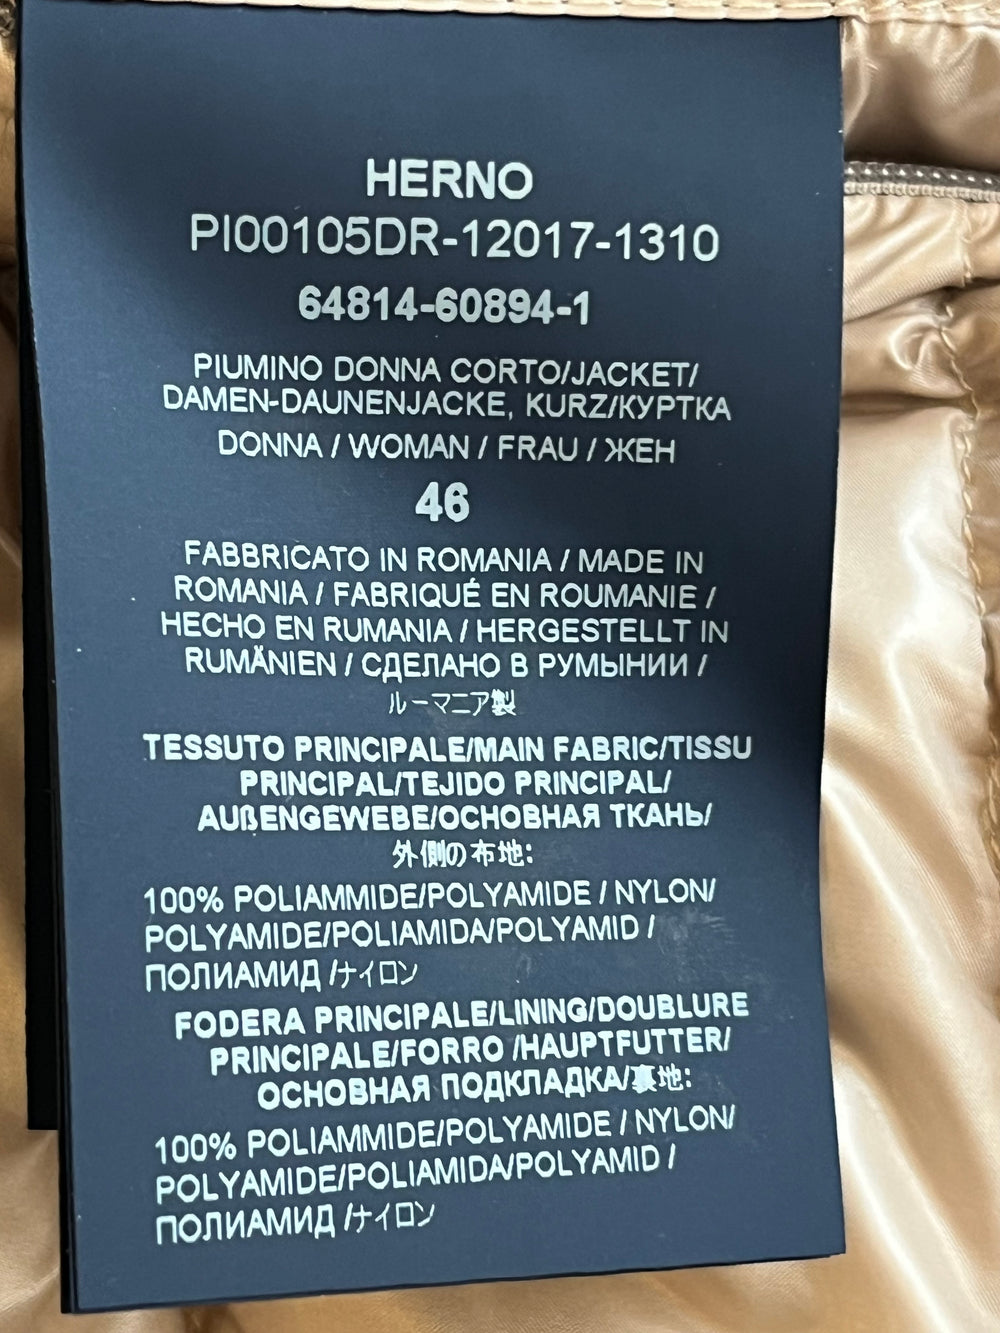 HERNO
PI00105DR-12017-1310
64814-60894-1
PIUMINO DONNA CORTO/JACKET/
DAMEN-DAUNENJACKE, KURZ/КУРТКА
DONNA / WOMAN / FRAU / ЖЕН
46
FABBRICATO IN ROMANIA / MADE IN
ROMANIA / FABRIQUÉ EN ROUMANIE /
HECHO EN RUMANIA / HERGESTELLT IN
RUMÄNIEN / СДЕЛАНО В РУМЫНИИ /
ルーマニア製
TESSUTO PRINCIPALE/MAIN FABRIC/TISSU
PRINCIPAL/TEJIDO PRINCIPAL/
AUßENGEWEBE/ОСНОВНАЯ ТКАНЬ/
外側の布地:
100% POLIAMMIDE/POLYAMIDE / NYLON/
POLYAMIDE/POLIAMIDA/POLYAMID /
ПОЛИАМИД /ナイロン
FODERA PRINCIPALE/LINING/DOUBLURE
PRINCIPALE/FORRO /HAUPTFUTTER/
ОСНОВНАЯ ПОДКЛАДКА/裏地:
100% POLIAMMIDE/POLYAMIDE / NYLON/
POLYAMIDE/POLIAMIDA/POLYAMID /
ПОЛИАМИД /ナイロン